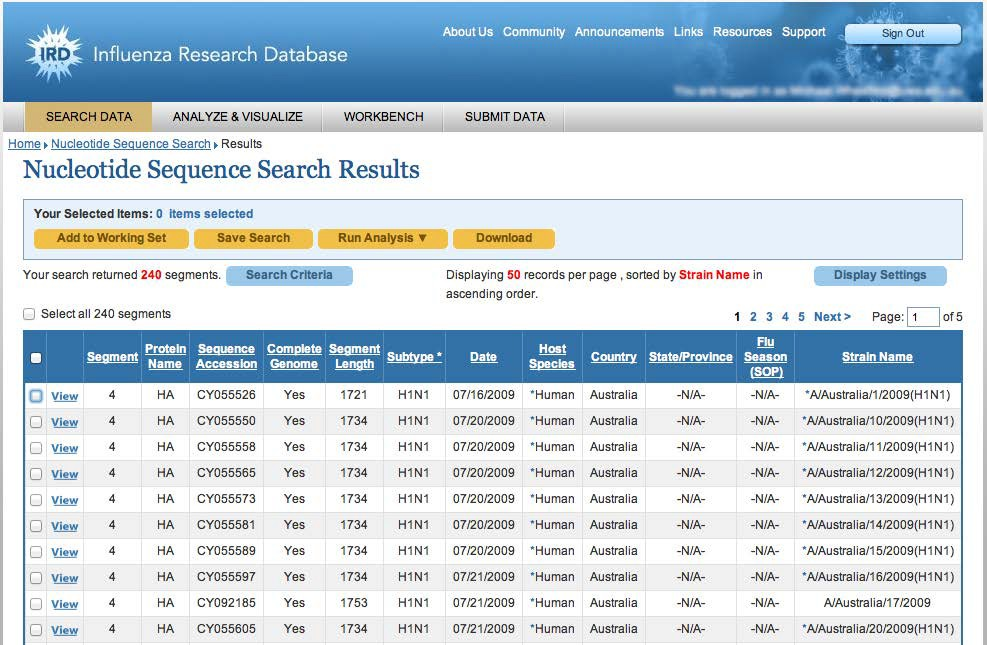 About Us Community Announcements Links Resources Support Sign Out
IRD Influenza Research Database
SEARCH DATA ANALYZE & VISUALIZE WORKBENCH SUBMIT DATA
Home Nucleotide Sequence Search Results
Nucleotide Sequence Search Results
Your Selected Items: 0 items selected
Add to Working Set Save Search Run Analysis ▼ Download
Your search returned 240 segments. Search Criteria
Displaying 50 records per page , sorted by Strain Name in
ascending order.
Display Settings
Select all 240 segments
1 2 3 4 5 Next > Page: 1 of 5
Segment Protein Name Sequence Accession Complete Genome Segment Length Subtype * Date Host Species Country State/Province Flu Season (SOP) Strain Name
View 4 HA CY055526 Yes 1721 H1N1 07/16/2009 *Human Australia -N/A- -N/A- *A/Australia/1/2009(H1N1)
View 4 HA CY055550 Yes 1734 H1N1 07/20/2009 *Human Australia -N/A- -N/A- *A/Australia/10/2009(H1N1)
View 4 HA CY055558 Yes 1734 H1N1 07/20/2009 *Human Australia -N/A- -N/A- *A/Australia/11/2009(H1N1)
View 4 HA CY055565 Yes 1734 H1N1 07/20/2009 *Human Australia -N/A- -N/A- *A/Australia/12/2009(H1N1)
View 4 HA CY055573 Yes 1734 H1N1 07/20/2009 *Human Australia -N/A- -N/A- *A/Australia/13/2009(H1N1)
View 4 HA CY055581 Yes 1734 H1N1 07/20/2009 *Human Australia -N/A- -N/A- *A/Australia/14/2009(H1N1)
View 4 HA CY055589 Yes 1734 H1N1 07/20/2009 *Human Australia -N/A- -N/A- *A/Australia/15/2009(H1N1)
View 4 HA CY055597 Yes 1734 H1N1 07/21/2009 *Human Australia -N/A- -N/A- *A/Australia/16/2009(H1N1)
View 4 HA CY092185 Yes 1753 H1N1 07/21/2009 *Human Australia -N/A- -N/A- A/Australia/17/2009
View 4 HA CY055605 Yes 1734 H1N1 07/21/2009 *Human Australia -N/A- -N/A- *A/Australia/20/2009(H1N1)